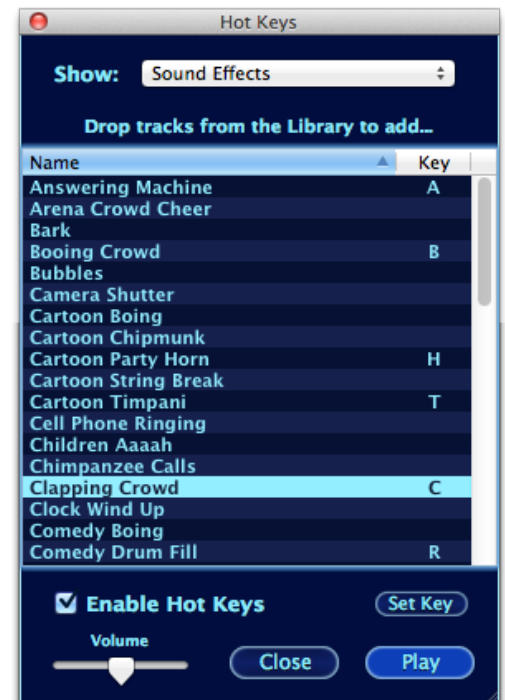 Hot Keys
Show: Sound Effects
Drop tracks from the Library to add...
Name Key
Answering Machine A
Arena Crowd Cheer
Bark
Booing Crowd B
Bubbles
Camera Shutter
Cartoon Boing
Cartoon Chipmunk
Cartoon Party Horn H
Cartoon String Break
Cartoon Timpani T
Cell Phone Ringing
Children Aaaah
Chimpanzee Calls
Clapping Crowd C
Clock Wind Up
Comedy Boing
Comedy Drum Fill R
Enable Hot Keys Set Key
Volume
Close Play